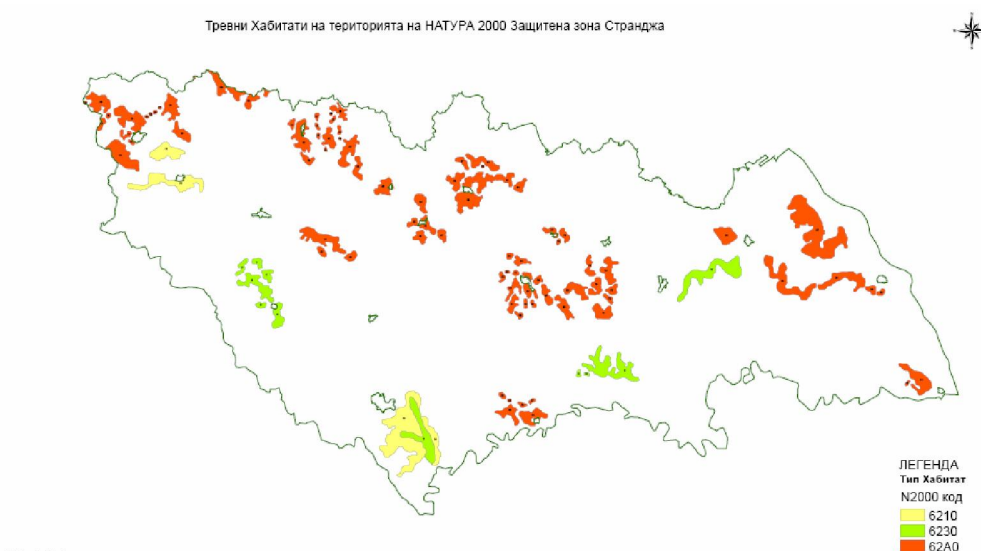 Тревни Хабитати на територията на НАТУРА 2000 Защитена зона Странджа
ЛЕГЕНДА
Тип Хабитат
N2000 код
6210
6230
62A0